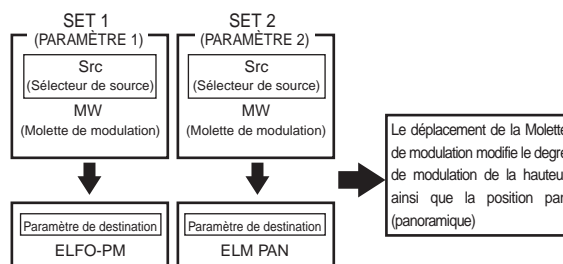 SET 1
(PARAMÈTRE 1)
Src
(Sélecteur de source)
MW
(Molette de modulation)
Paramètre de destination
ELFO-PM
SET 2
(PARAMÈTRE 2)
Src
(Sélecteur de source)
MW
(Molette de modulation)
Paramètre de destination
ELM PAN
Le déplacement de la Molette
de modulation modifie le degré
de modulation de la hauteu
ainsi que la position pan
(panoramique)